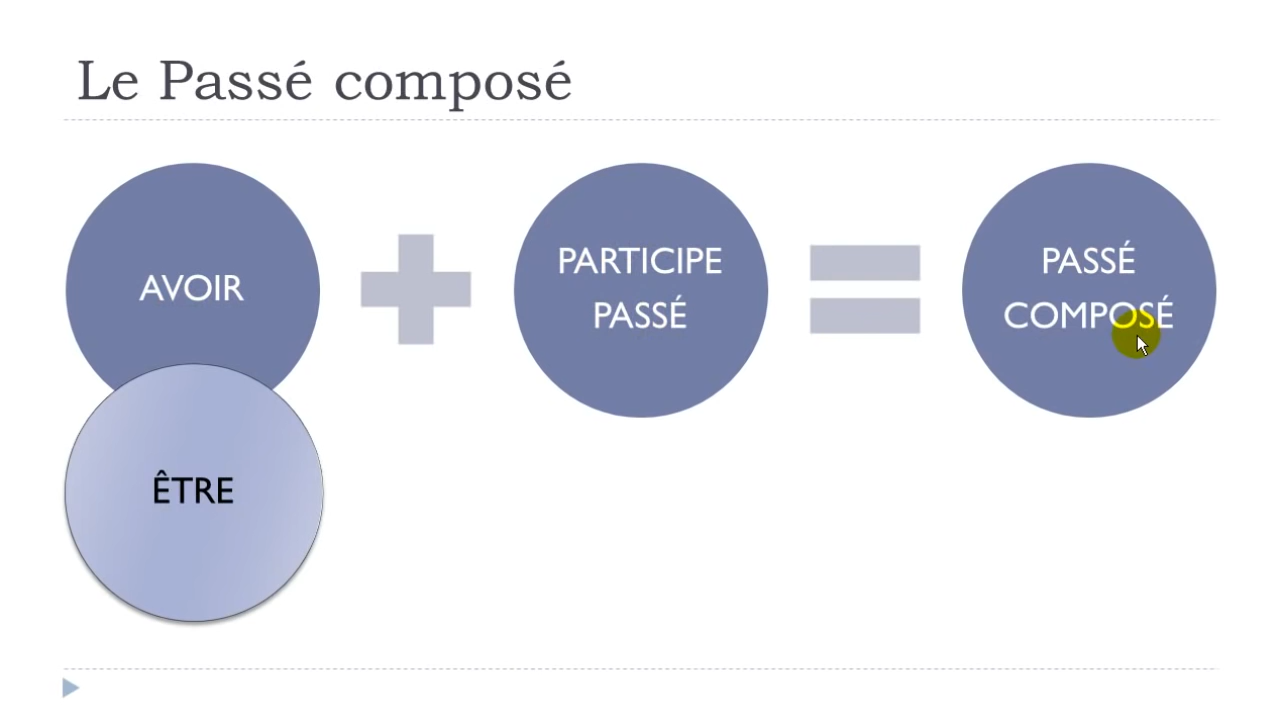 Le Passé composé
AVOIR
PARTICIPE
PASSÉ
PASSÉ
COMPOSÉ
ÊTRE